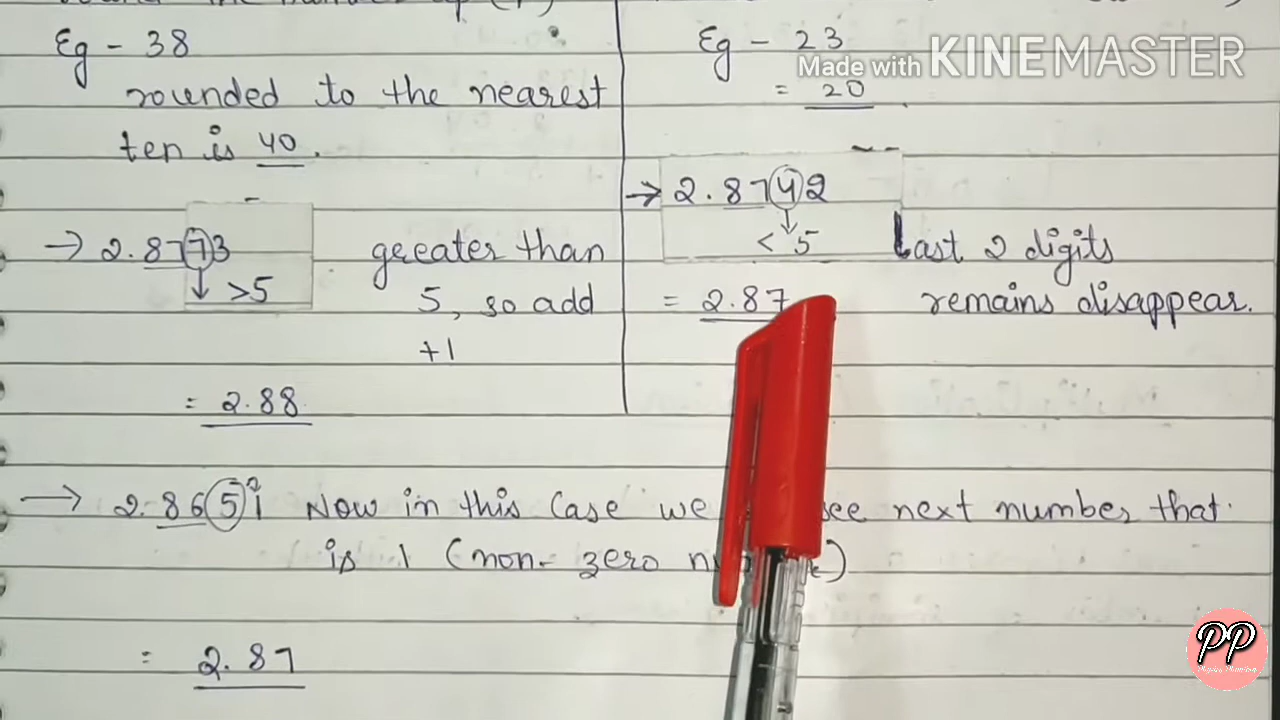 Eg - 38
rounded to the nearest
ten is 40.
→ 2.8773
↓ >5
greater than
5, so add
+1
= 2.88
Eg - 23
= 20
Made with KINEMASTER
→ 2.8742
↓
< 5
Last 2 digits
= 2.87
remains disappear.
→ 2.8651 Now in this Case we see next number that
is 1 (non-zero
= 2.87
PP